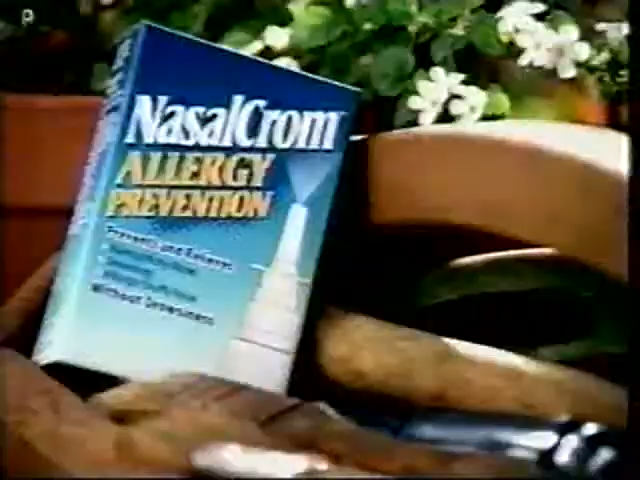 P
NasalCrom
ALLERGY
PREVENTION
Prevents and Relieves
Without Drowsiness